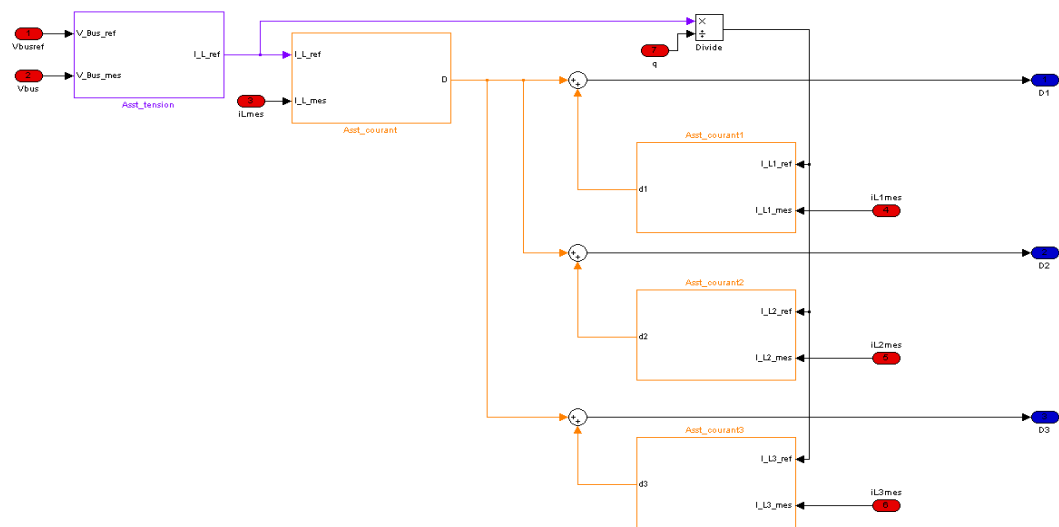 1
Vbusref
2
Vbus
V_Bus_ref
V_Bus_mes
I_L_ref
Asst_tension
3
iLmes
I_L_ref
I_L_mes
D
Asst_courant
7
q
×
÷
Divide
+
+
D1
Asst_courant1
I_L1_ref
d1
I_L1_mes
iL1mes
4
+
+
D2
Asst_courant2
I_L2_ref
d2
I_L2_mes
iL2mes
5
+
+
D3
Asst_courant3
I_L3_ref
d3
I_L3_mes
iL3mes
6